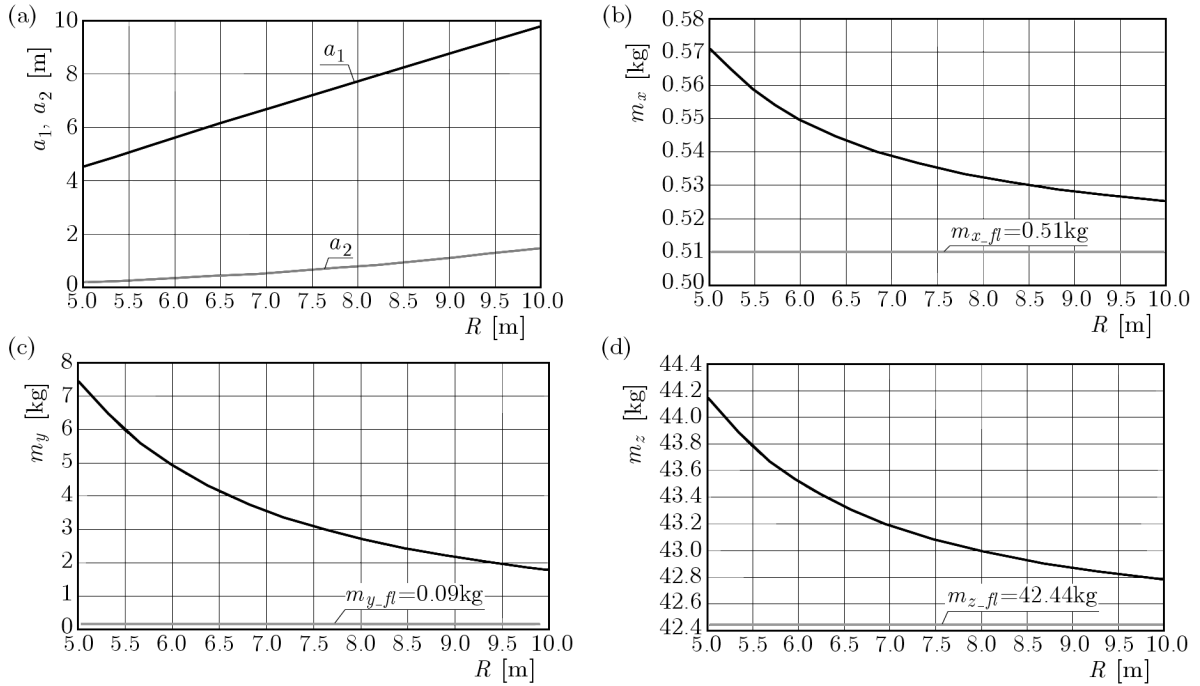 (a)
a1, a2 [m]
10
8
6
4
2
0
a1
a2
5.0 5.5 6.0 6.5 7.0 7.5 8.0 8.5 9.0 9.5 10.0
R [m]
(b)
mx [kg]
0.58
0.57
0.56
0.55
0.54
0.53
0.52
0.51
0.50
mx_fl=0.51kg
5.0 5.5 6.0 6.5 7.0 7.5 8.0 8.5 9.0 9.5 10.0
R [m]
(c)
my [kg]
8
7
6
5
4
3
2
1
0
my_fl=0.09kg
5.0 5.5 6.0 6.5 7.0 7.5 8.0 8.5 9.0 9.5 10.0
R [m]
(d)
mz [kg]
44.4
44.2
44.0
43.8
43.6
43.4
43.2
43.0
42.8
42.6
42.4
mz_fl=42.44kg
5.0 5.5 6.0 6.5 7.0 7.5 8.0 8.5 9.0 9.5 10.0
R [m]